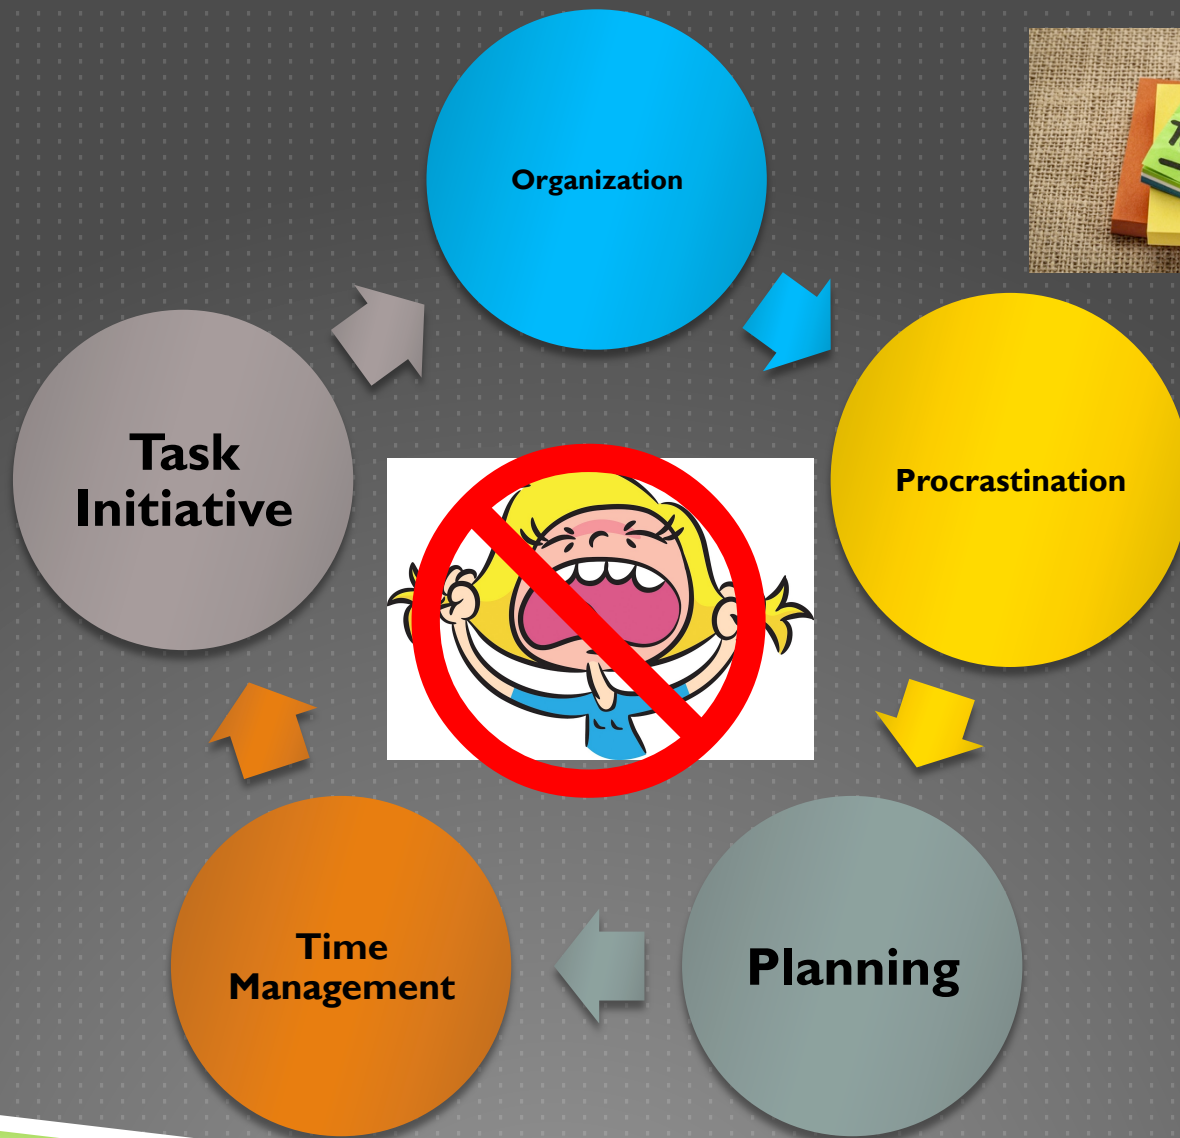 Organization
Procrastination
Task
Initiative
Time
Management
Planning